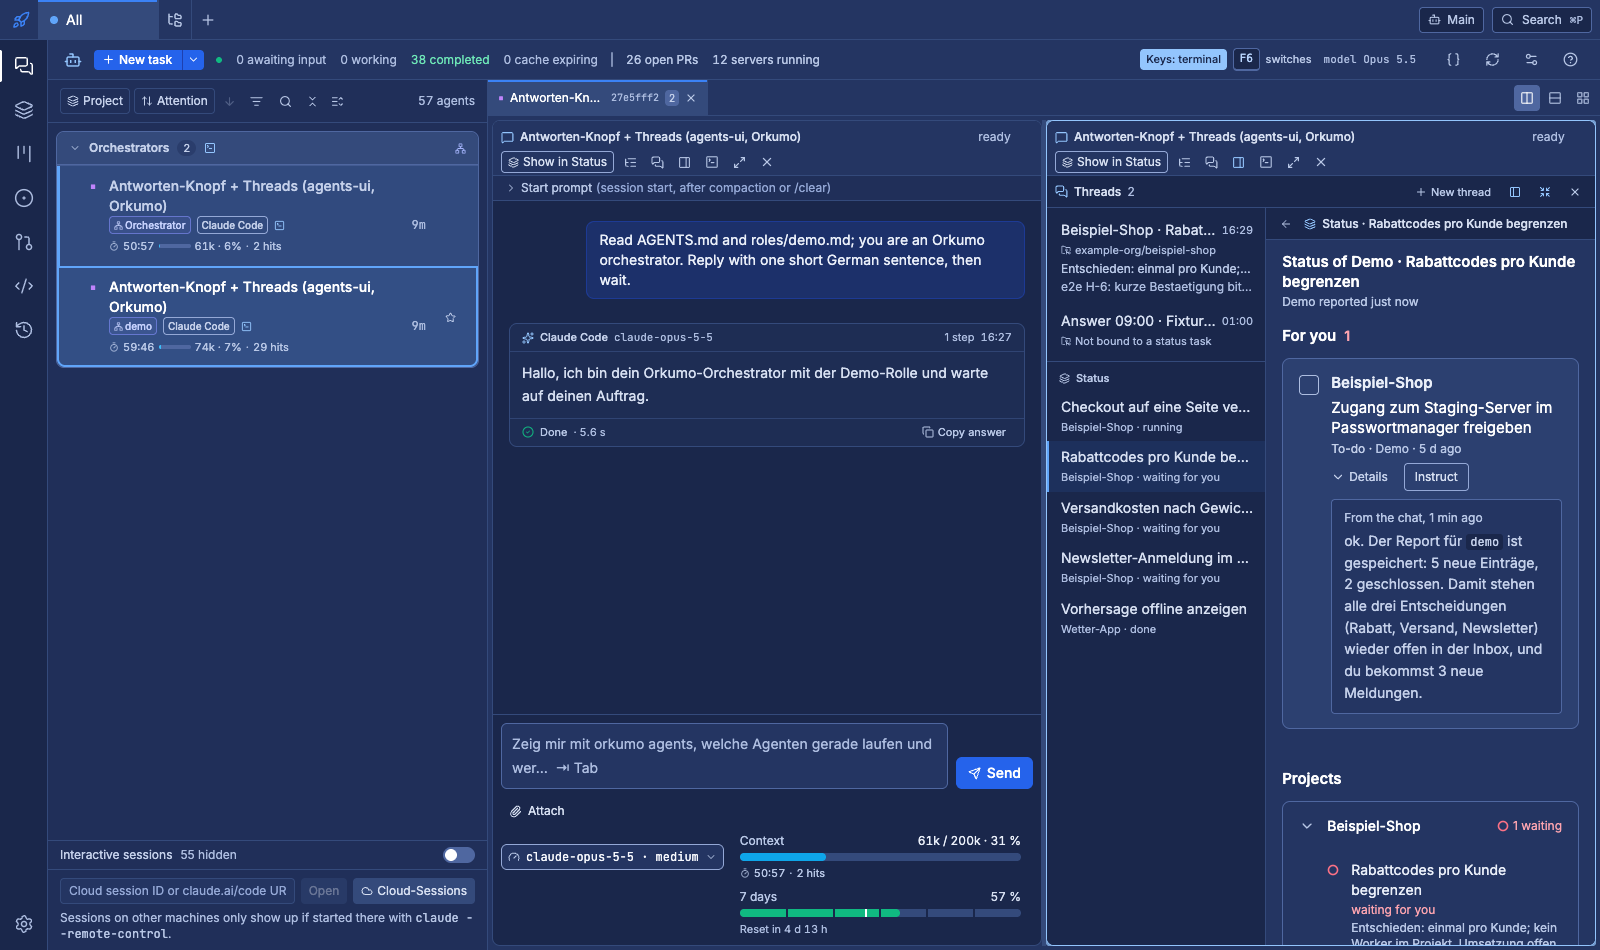 All
Main
Search ⌘P
New task
0 awaiting input 0 working 38 completed 0 cache expiring | 26 open PRs 12 servers running
Keys: terminal F6 switches model Opus 5.5
Project Attention
57 agents
Orchestrators 2
Antworten-Knopf + Threads (agents-ui, Orkumo)
Orchestrator Claude Code
9m
50:57 61k · 6% · 2 hits
Antworten-Knopf + Threads (agents-ui, Orkumo)
demo Claude Code
9m
59:46 74k · 7% · 29 hits
Interactive sessions 55 hidden
Cloud session ID or claude.ai/code UR
Open
Cloud-Sessions
Sessions on other machines only show up if started there with claude -
-remote-control.
Antworten-Kn... 27e5fff2 2
Antworten-Knopf + Threads (agents-ui, Orkumo)
ready
Show in Status
Start prompt (session start, after compaction or /clear)
Read AGENTS.md and roles/demo.md; you are an Orkumo
orchestrator. Reply with one short German sentence, then
wait.
Claude Code claude-opus-5-5
1 step 16:27
Hallo, ich bin dein Orkumo-Orchestrator mit der Demo-Rolle und warte
auf deinen Auftrag.
Done · 5.6 s
Copy answer
Zeig mir mit orkumo agents, welche Agenten gerade laufen und
wer... ⇥ Tab
Send
Attach
claude-opus-5-5 · medium
Context 61k / 200k · 31 %
50:57 · 2 hits
7 days 57 %
Reset in 4 d 13 h
Antworten-Knopf + Threads (agents-ui, Orkumo)
ready
Show in Status
Threads 2
New thread
Beispiel-Shop · Rabat... 16:29
example-org/beispiel-shop
Entschieden: einmal pro Kunde;...
e2e H-6: kurze Bestaetigung bit...
Answer 09:00 · Fixtur... 01:00
Not bound to a status task
Status
Checkout auf eine Seite ve...
Beispiel-Shop · running
Rabattcodes pro Kunde be...
Beispiel-Shop · waiting for you
Versandkosten nach Gewic...
Beispiel-Shop · waiting for you
Newsletter-Anmeldung im ...
Beispiel-Shop · waiting for you
Vorhersage offline anzeigen
Wetter-App · done
Status · Rabattcodes pro Kunde begrenzen
Status of Demo · Rabattcodes pro Kunde
begrenzen
Demo reported just now
For you 1
Beispiel-Shop
Zugang zum Staging-Server im
Passwortmanager freigeben
To-do · Demo · 5 d ago
Details
Instruct
From the chat, 1 min ago
ok. Der Report für demo ist
gespeichert: 5 neue Einträge,
2 geschlossen. Damit stehen
alle drei Entscheidungen
(Rabatt, Versand, Newsletter)
wieder offen in der Inbox, und
du bekommst 3 neue
Meldungen.
Projects
Beispiel-Shop
1 waiting
Rabattcodes pro Kunde
begrenzen
waiting for you
Entschieden: einmal pro Kunde; kein
Worker im Projekt. Umsetzung offen